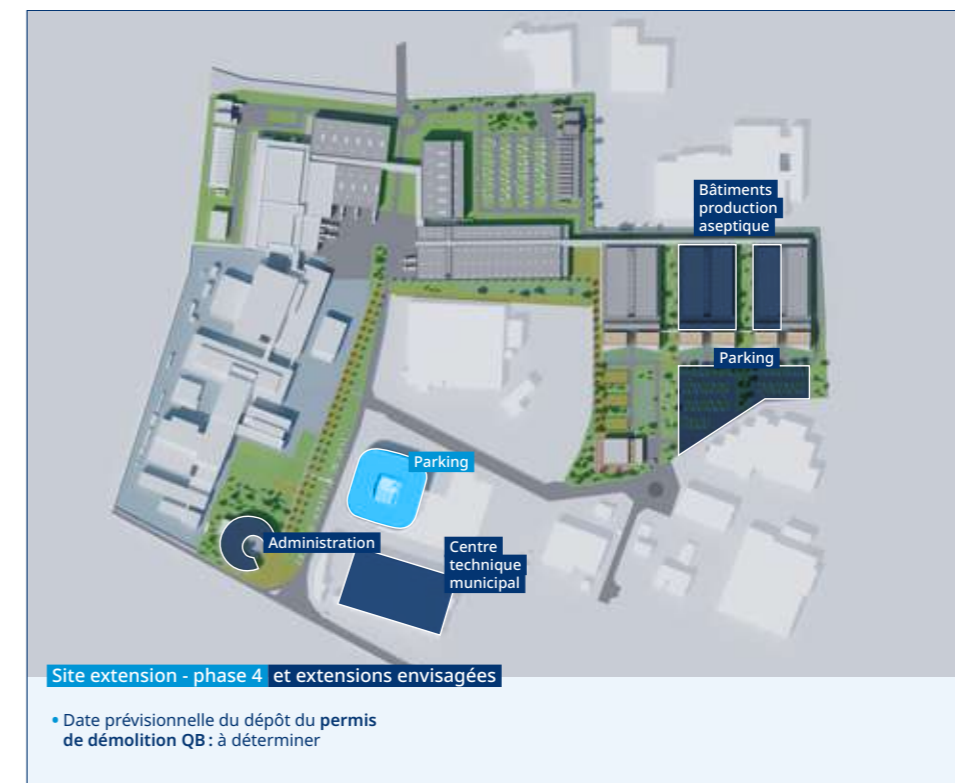 Bâtiments
production
aseptique
Parking
Parking
Administration
Centre
technique
municipal
Site extension - phase 4 et extensions envisagées
• Date prévisionnelle du dépôt du permis
de démolition QB : à déterminer